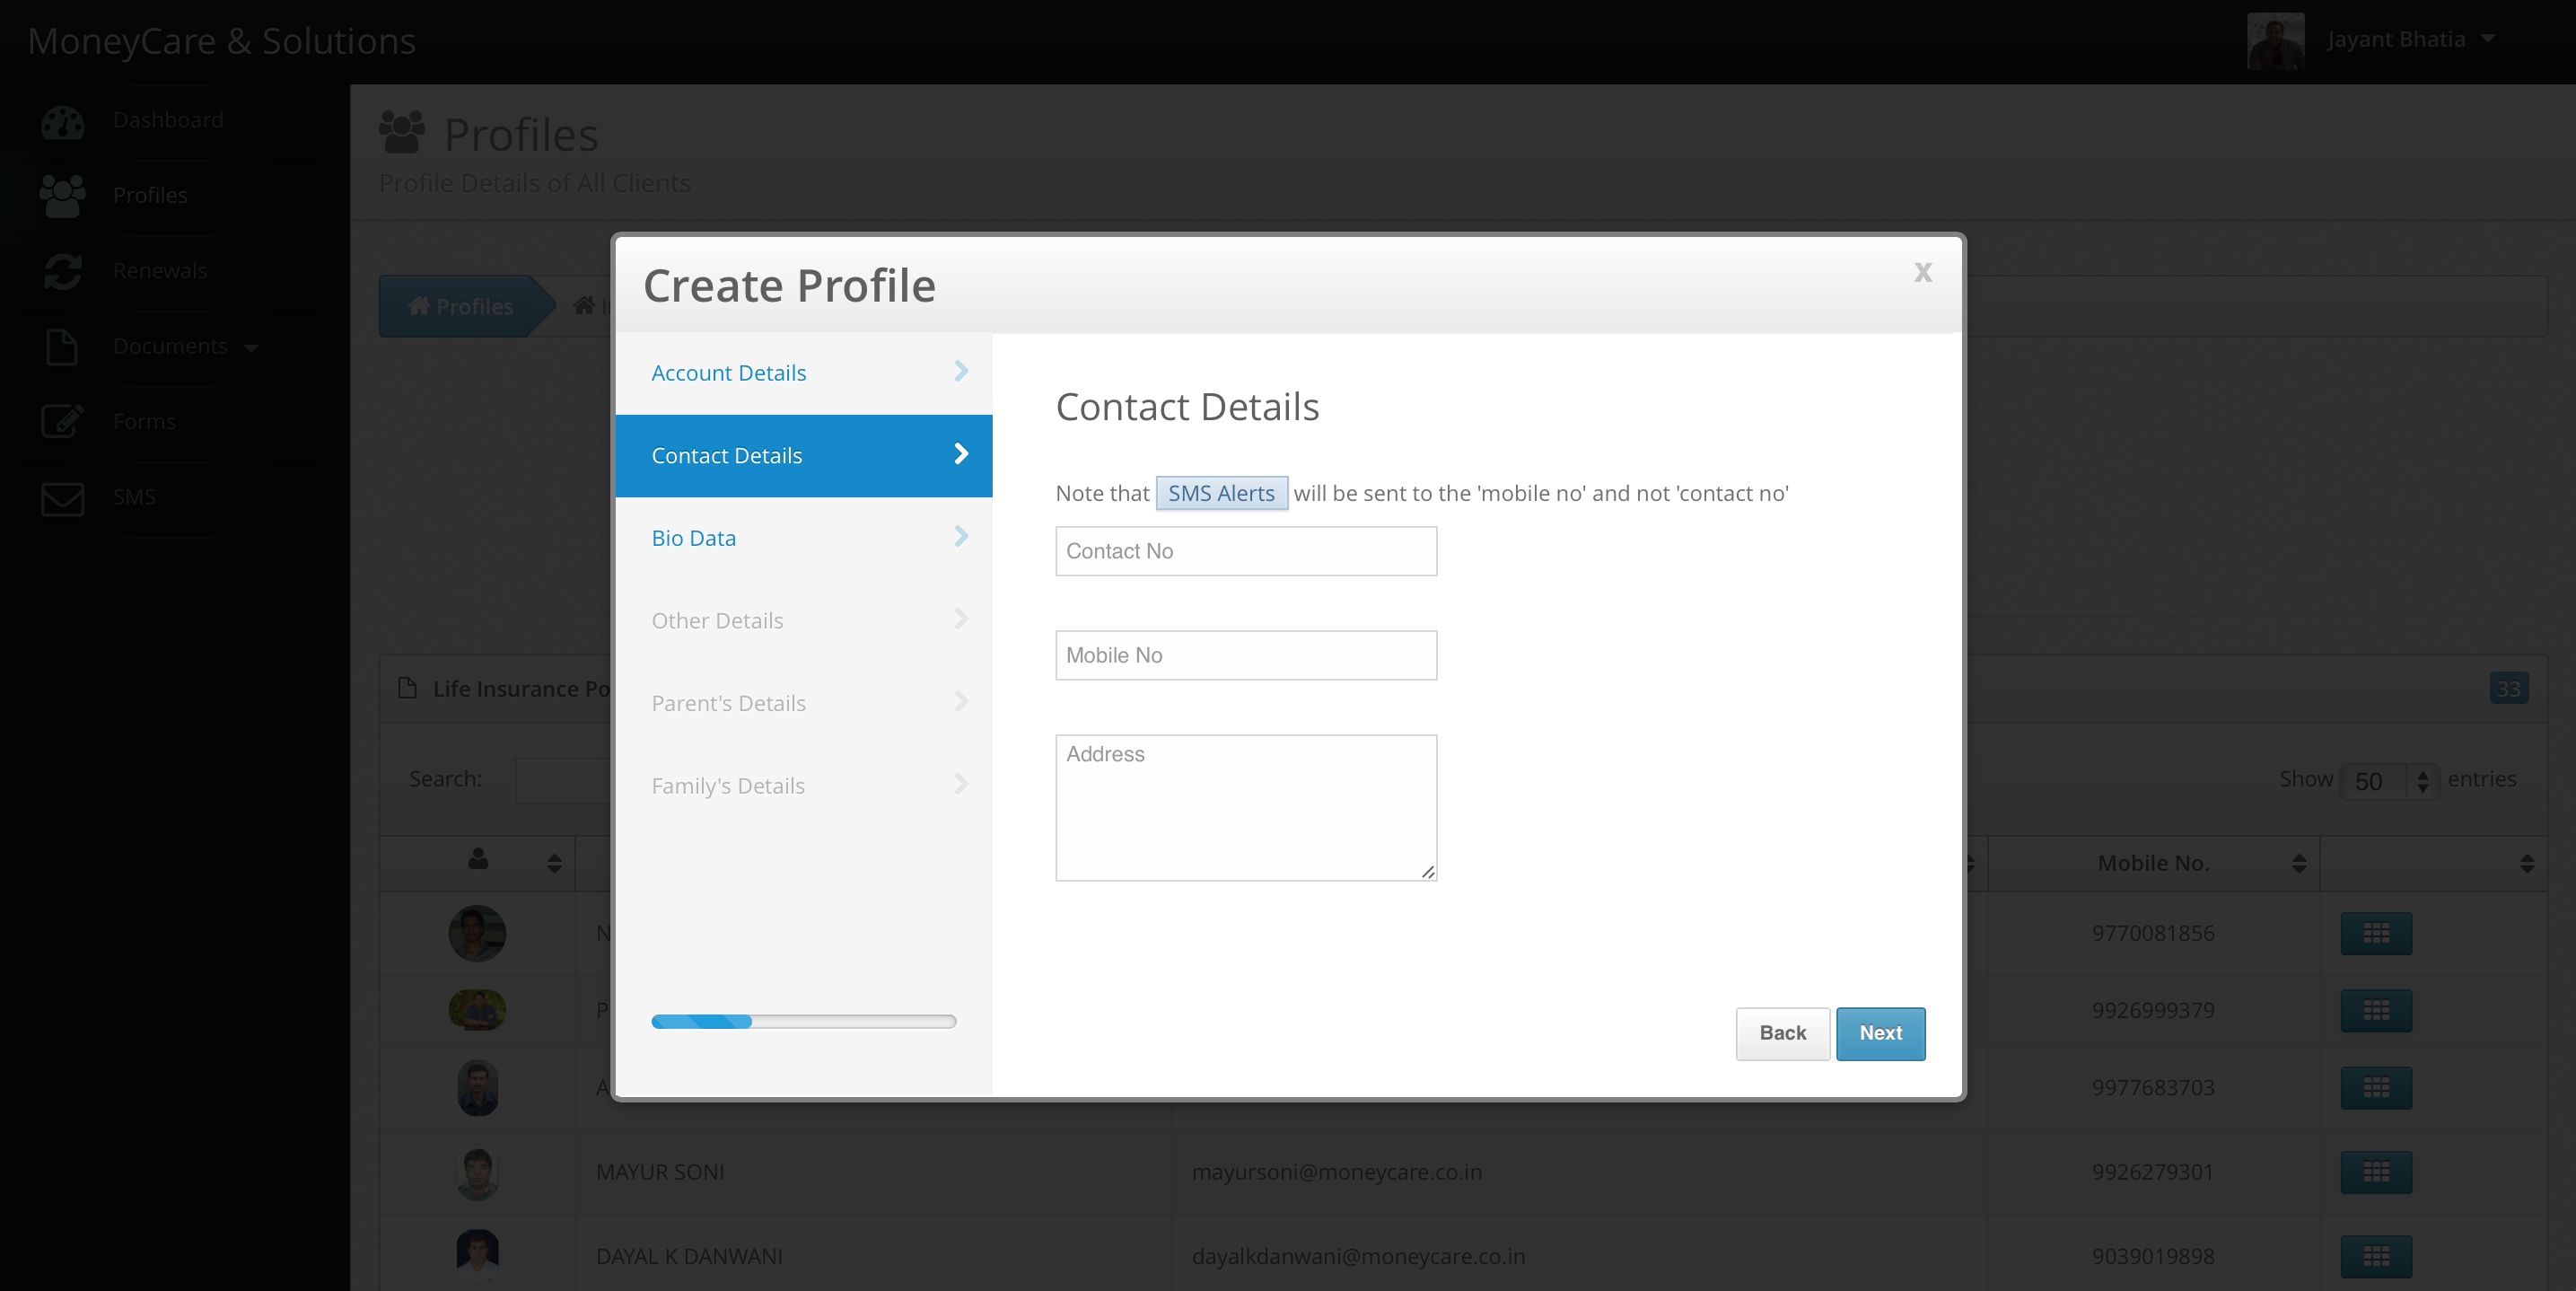 MoneyCare & Solutions
Jayant Bhatia
Dashboard
Profiles
Renewals
Documents
Forms
SMS
Profiles
Profile Details of All Clients
Profiles
Create Profile
x
Account Details
Contact Details
Bio Data
Other Details
Parent's Details
Family's Details
Contact Details
Note that SMS Alerts will be sent to the 'mobile no' and not 'contact no'
Contact No
Mobile No
Address
Back Next
Life Insurance Po
33
Search:
Show 50 entries
Mobile No.
N 9770081856
P 9926999379
A 9977683703
MAYUR SONI mayursoni@moneycare.co.in 9926279301
DAYAL K DANWANI dayalkdanwani@moneycare.co.in 9039019898